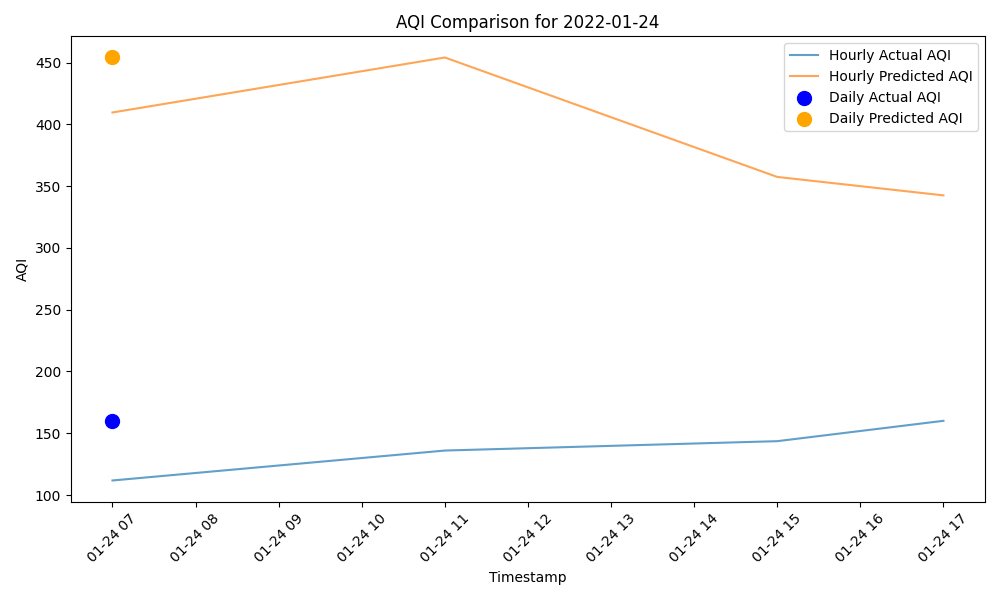 AQI Comparison for 2022-01-24
Hourly Actual AQI
Hourly Predicted AQI
Daily Actual AQI
Daily Predicted AQI
AQI
450
400
350
300
250
200
150
100
01-24 07
01-24 08
01-24 09
01-24 10
01-24 11
01-24 12
01-24 13
01-24 14
01-24 15
01-24 16
01-24 17
Timestamp